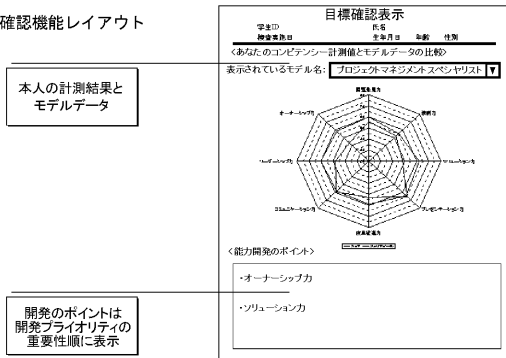 確認機能レイアウト
目標確認表示
学生ID 氏名
検査実施日 生年月日 年齢 性別
<あなたのコンピテンシー計測値とモデルデータの比較>
表示されているモデル名: プロジェクトマネジメントスペシャリスト
本人の計測結果と
モデルデータ
オーナーシップ力
コミュニケーション力
プレゼンテーション力
<能力開発のポイント>
・オーナーシップ力
・ソリューション力
開発のポイントは
開発プライオリティの
重要性順に表示